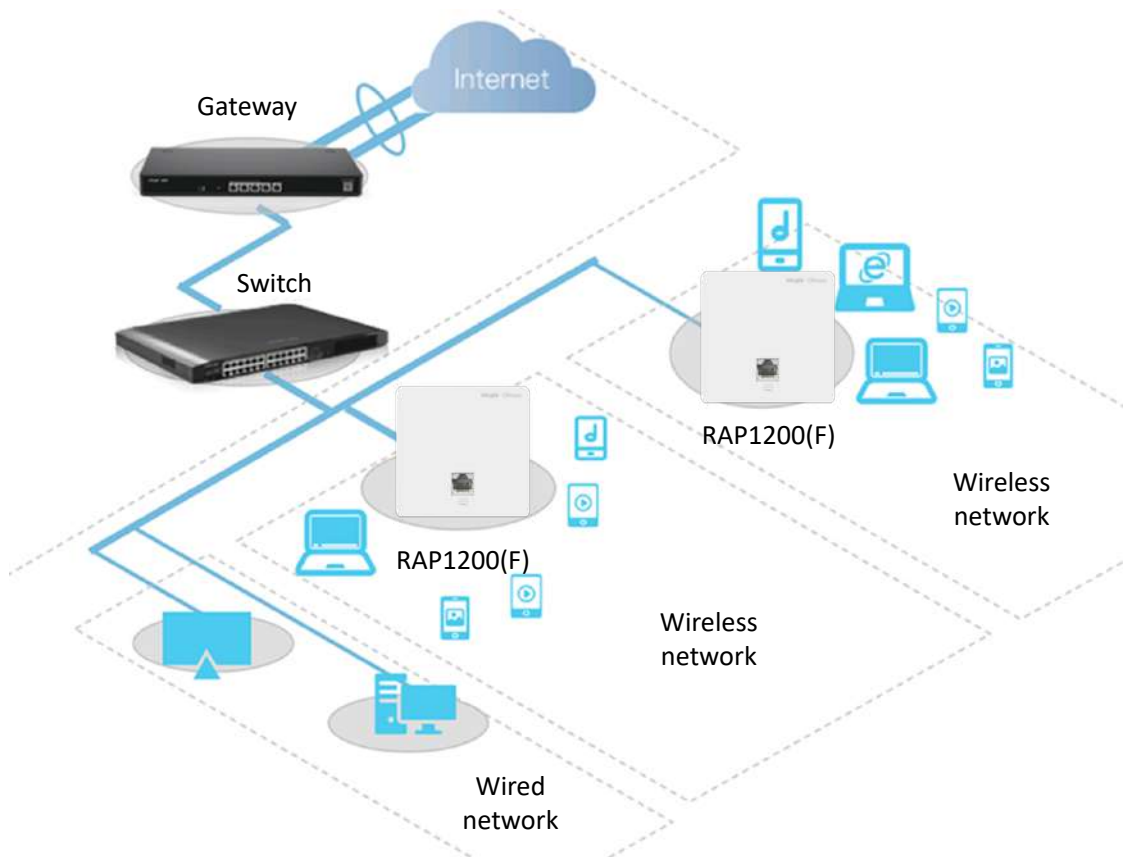 Internet
Gateway
Switch
RAP1200(F)
RAP1200(F)
Wireless
network
Wireless
network
Wired
network